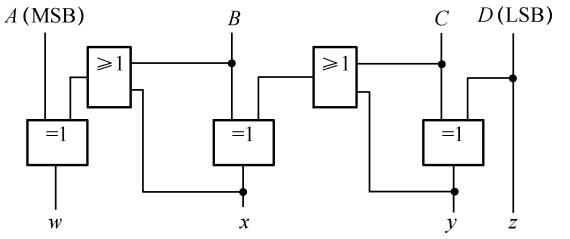 A (MSB) B C D (LSB)
≥1 ≥1
=1 =1 =1
w x y z